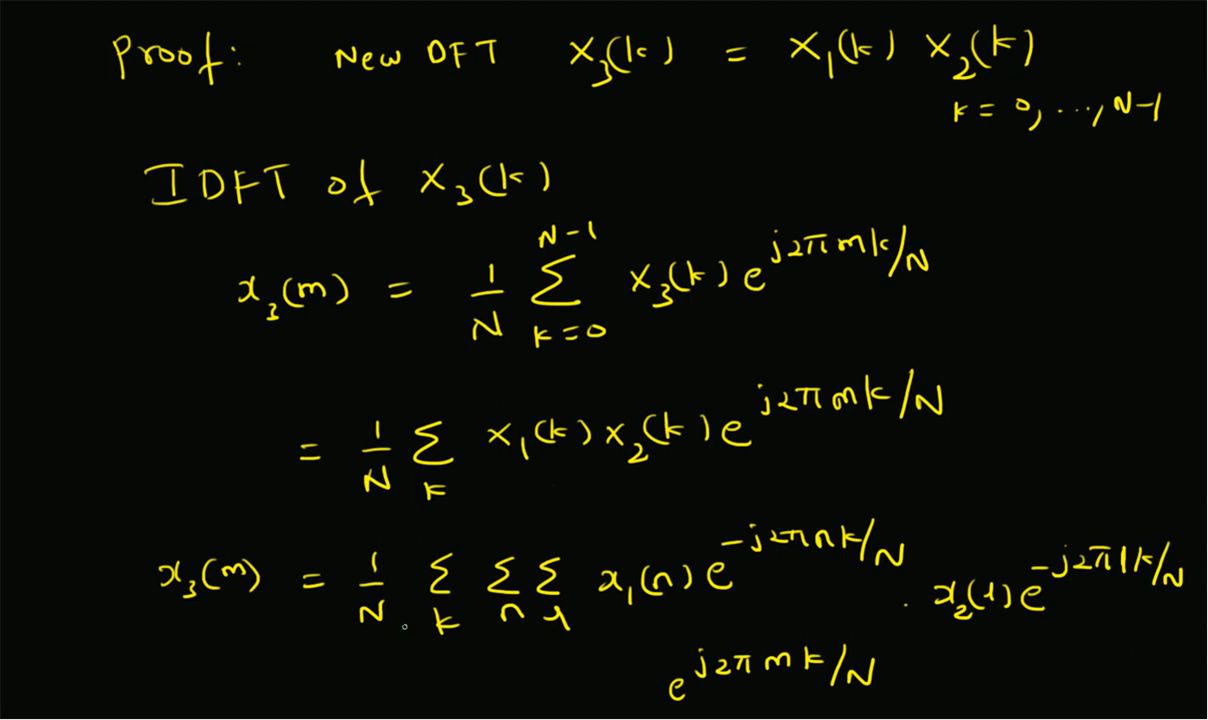 Proof: New DFT X₃(k) = X₁(k) X₂(k)
k = 0, ..., N-1
IDFT of X₃(k)
x₃(m) = 1/N Σ_{k=0}^{N-1} X₃(k) e^{j2πmk/N}
= 1/N Σ_k X₁(k) X₂(k) e^{j2πmk/N}
x₃(m) = 1/N Σ_k Σ_n Σ_l x₁(n) e^{-j2πnk/N} . x₂(l) e^{-j2πlk/N}
e^{j2πmk/N}